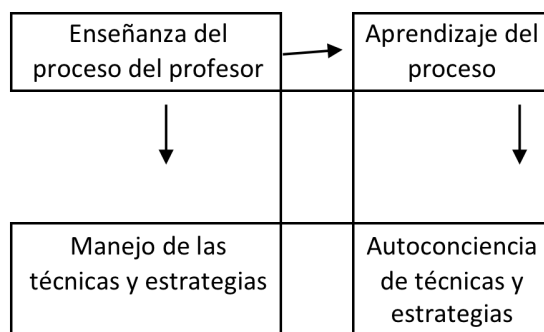 Enseñanza del
proceso del profesor
Aprendizaje del
proceso
Manejo de las
técnicas y estrategias
Autoconciencia
de técnicas y
estrategias